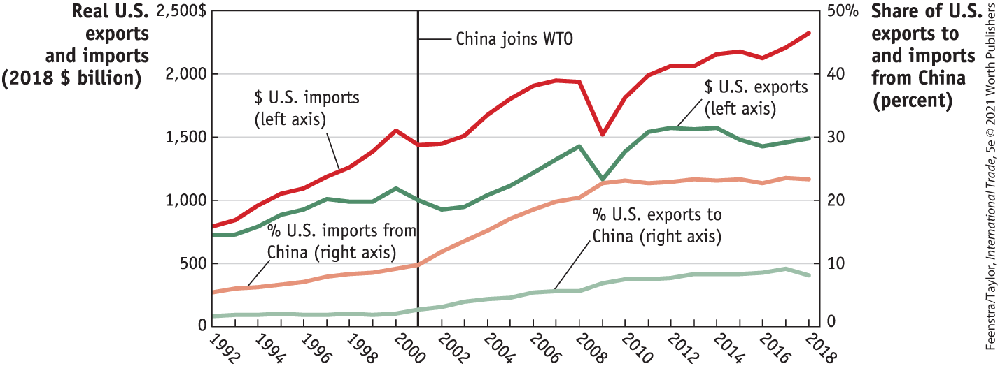 Real U.S.
exports
and imports
(2018 $ billion)
2,500$
2,000
1,500
1,000
500
0
China joins WTO
$ U.S. imports
(left axis)
$ U.S. exports
(left axis)
% U.S. imports from
China (right axis)
% U.S. exports to
China (right axis)
50%
40
30
20
10
0
Share of U.S.
exports to
and imports
from China
(percent)
1992
1994
1996
1998
2000
2002
2004
2006
2008
2010
2012
2014
2016
2018
Feenstra/Taylor, International Trade, 5e © 2021 Worth Publishers